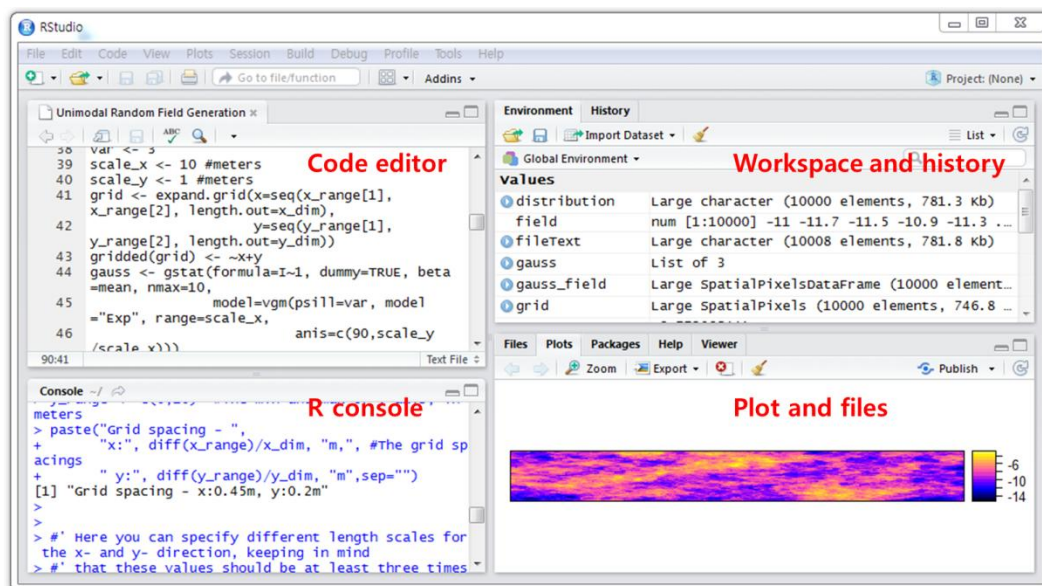 RStudio
File Edit Code View Plots Session Build Debug Profile Tools Help
Go to file/function Addins Project: (None)
Unimodal Random Field Generation
ABC
Code editor
38 var <- 3
39 scale_x <- 10 #meters
40 scale_y <- 1 #meters
41 grid <- expand.grid(x=seq(x_range[1],
x_range[2], length.out=x_dim),
42 y=seq(y_range[1],
y_range[2], length.out=y_dim))
43 gridded(grid) <- ~x+y
44 gauss <- gstat(formula=I~1, dummy=TRUE, beta
=mean, nmax=10,
45 model=vgm(psill=var, model
="Exp", range=scale_x,
46 anis=c(90,scale_y
/scale_x)))
90:41 Text File
Console ~/
R console
meters
> paste("Grid spacing - ",
+ "x:", diff(x_range)/x_dim, "m,", #The grid sp
acings
+ " y:", diff(y_range)/y_dim, "m",sep="")
[1] "Grid spacing - x:0.45m, y:0.2m"
>
>
> #' Here you can specify different length scales for
the x- and y- direction, keeping in mind
> #' that these values should be at least three times
Environment History
Import Dataset List
Global Environment
Workspace and history
Values
distribution Large character (10000 elements, 781.3 Kb)
field num [1:10000] -11 -11.7 -11.5 -10.9 -11.3 ...
fileText Large character (10008 elements, 781.8 Kb)
gauss List of 3
gauss_field Large SpatialPixelsDataFrame (10000 element...
grid Large SpatialPixels (10000 elements, 746.8 ...
Files Plots Packages Help Viewer
Zoom Export Publish
Plot and files
-6
-10
-14